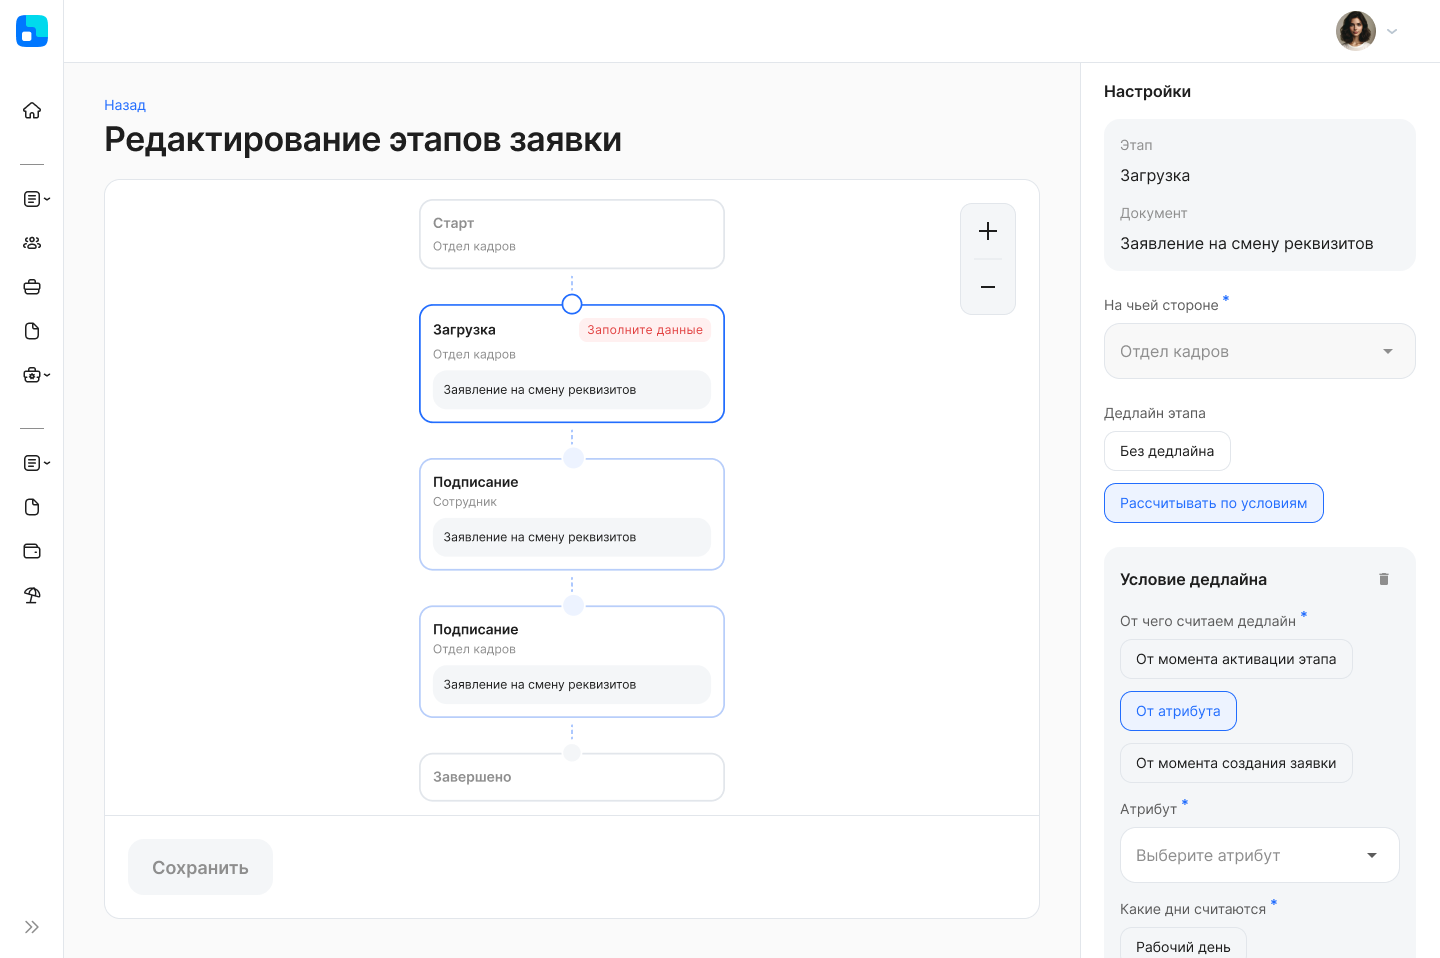 Назад
Редактирование этапов заявки
Старт
Отдел кадров
Загрузка
Заполните данные
Отдел кадров
Заявление на смену реквизитов
Подписание
Сотрудник
Заявление на смену реквизитов
Подписание
Отдел кадров
Заявление на смену реквизитов
Завершено
Сохранить
Настройки
Этап
Загрузка
Документ
Заявление на смену реквизитов
На чьей стороне *
Отдел кадров
Дедлайн этапа
Без дедлайна
Рассчитывать по условиям
Условие дедлайна
От чего считаем дедлайн *
От момента активации этапа
От атрибута
От момента создания заявки
Атрибут *
Выберите атрибут
Какие дни считаются *
Рабочий день